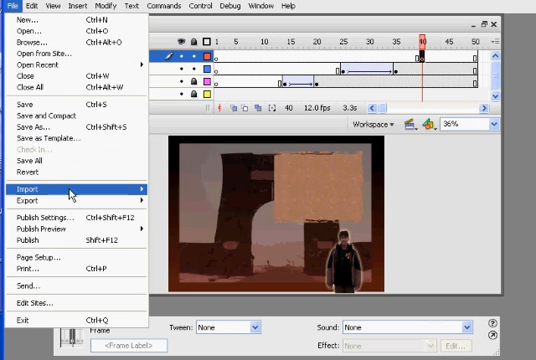 File Edit View Insert Modify Text Commands Control Debug Window Help
New... Ctrl+N
Open... Ctrl+O
Browse... Ctrl+Alt+O
Open from Site...
Open Recent
Close Ctrl+W
Close All Ctrl+Alt+W
Save Ctrl+S
Save and Compact
Save As... Ctrl+Shift+S
Save as Template...
Check In...
Save All
Revert
Import
Export
Publish Settings... Ctrl+Shift+F12
Publish Preview
Publish Shift+F12
Page Setup...
Print... Ctrl+P
Send...
Edit Sites...
Exit Ctrl+Q
1 5 10 15 20 25 30 35 40 45 50
40 12.0 fps 3.3s
Workspace 36%
Frame
<Frame Label>
Tween: None
Sound: None
Effect: None Edit...